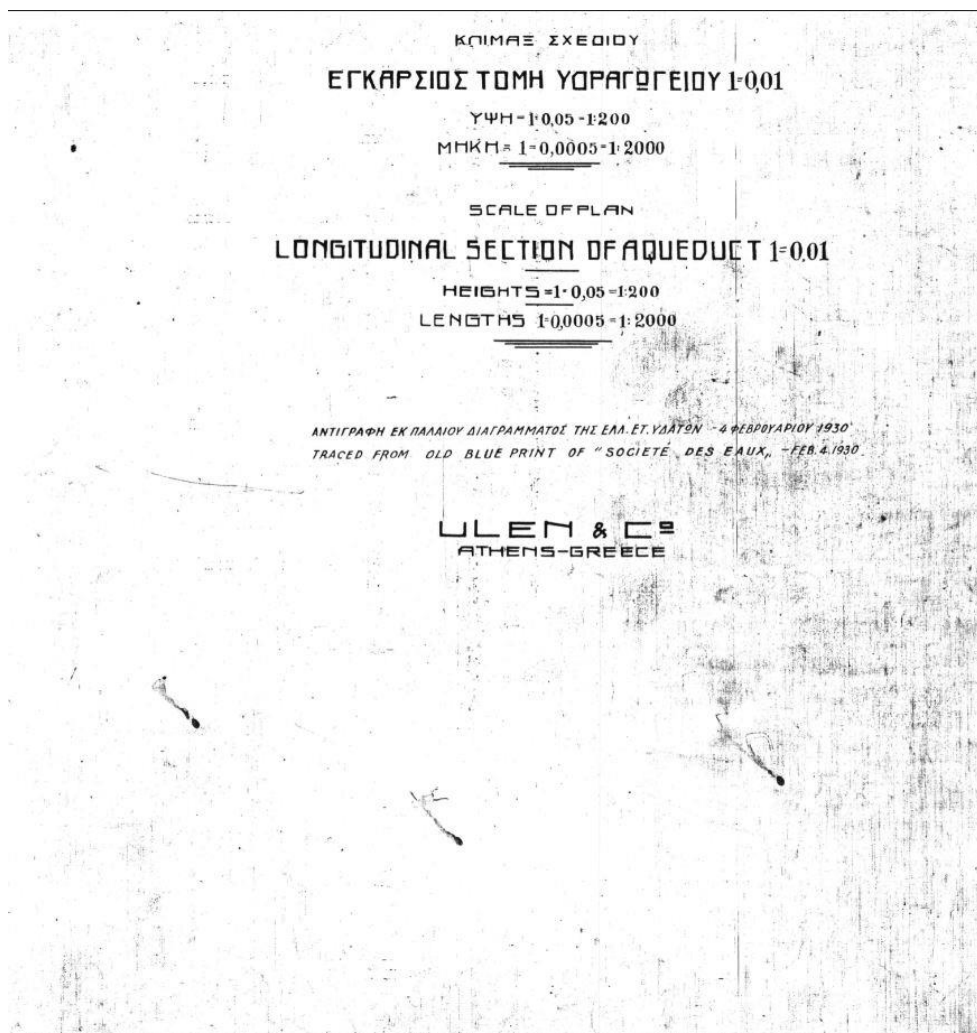 ΚΛΙΜΑΞ ΣΧΕΔΙΟΥ
ΕΓΚΑΡΣΙΟΣ ΤΟΜΗ ΥΔΡΑΓΩΓΕΙΟΥ 1=0,01
ΥΨΗ=1=0,05=1:200
ΜΗΚΗ= 1=0,0005=1:2000
SCALE OF PLAN
LONGITUDINAL SECTION OF AQUEDUCT 1=0,01
HEIGHTS =1=0,05=1:200
LENGTHS 1=0,0005=1:2000
ΑΝΤΙΓΡΑΦΗ ΕΚ ΠΑΛΑΙΟΥ ΔΙΑΓΡΑΜΜΑΤΟΣ ΤΗΣ ΕΛΛ. ΕΤ. ΥΔΑΤΩΝ -4 ΦΕΒΡΟΥΑΡΙΟΥ 1930
TRACED FROM OLD BLUE PRINT OF "SOCIETÉ DES EAUX„ -FEB. 4.1930.
ULEN & Cº
ATHENS-GREECE